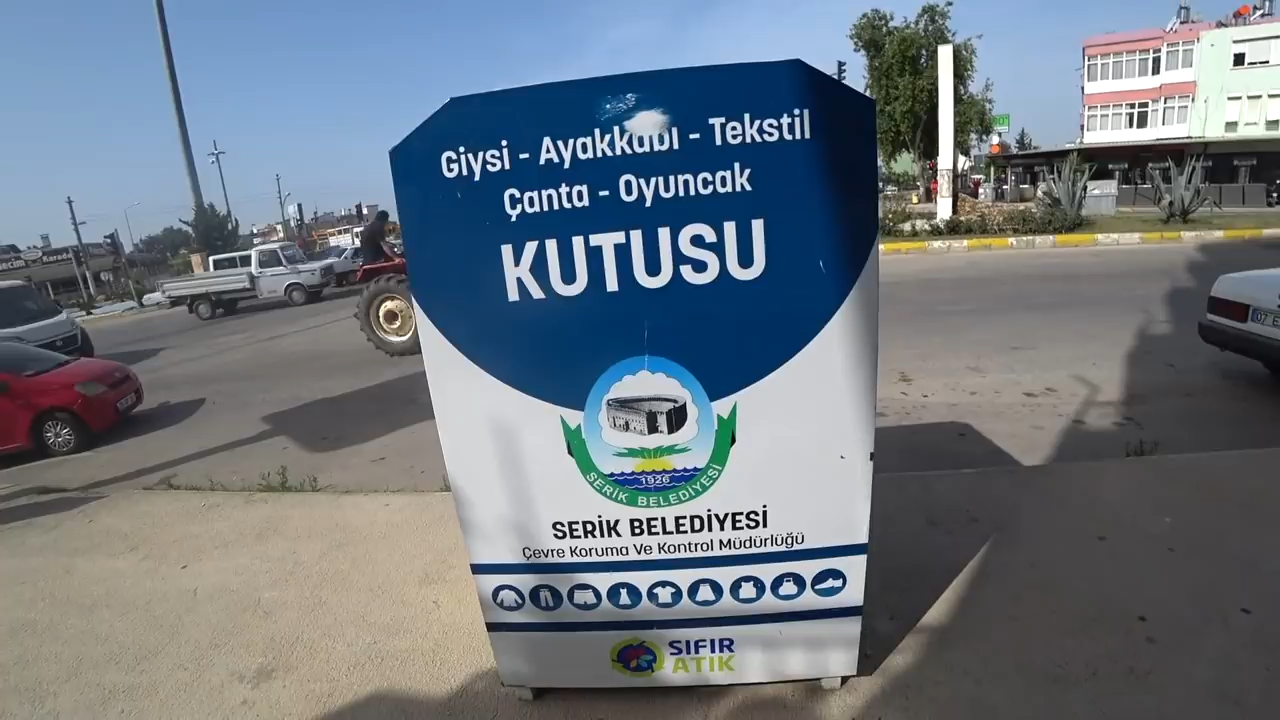 Giysi - Ayakkabı - Tekstil
Çanta - Oyuncak
KUTUSU
1926
SERİK BELEDİYESİ
SERİK BELEDİYESİ
Çevre Koruma Ve Kontrol Müdürlüğü
SIFIR
ATIK